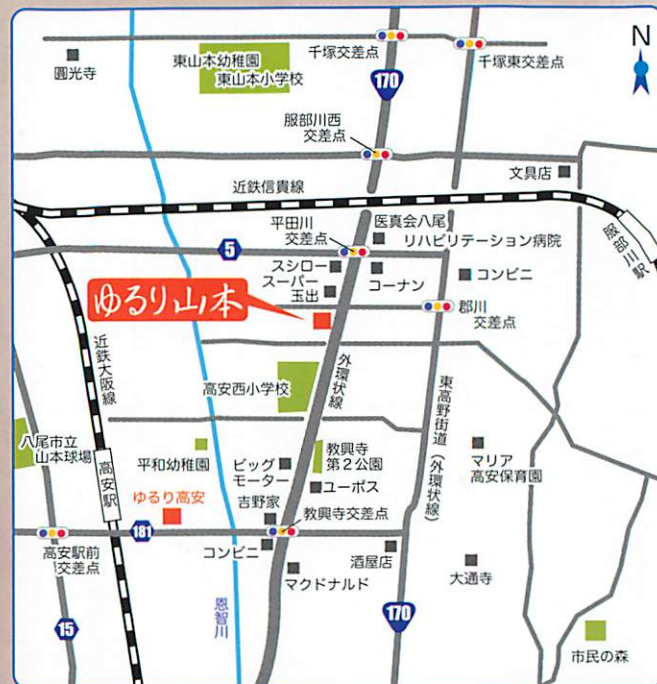 千塚交差点
N
東山本幼稚園
東山本小学校
圓光寺
170
千塚東交差点
服部川西
交差点
文具店
近鉄信貴線
医真会八尾
リハビリテーション病院
平田川
交差点
服部川駅
5
スシロー
コーナン
コンビニ
スーパー
玉出
ゆるり山本
郡川
交差点
近鉄大阪線
外環状線
高安西小学校
東高野街道(外環状線)
八尾市立
山本球場
高安駅
平和幼稚園
ビッグ
モーター
教興寺
第2公園
マリア
高安保育園
ゆるり高安
吉野家
ユーポス
教興寺交差点
181
高安駅前
交差点
コンビニ
酒屋店
マクドナルド
大通寺
恩智川
15
170
市民の森